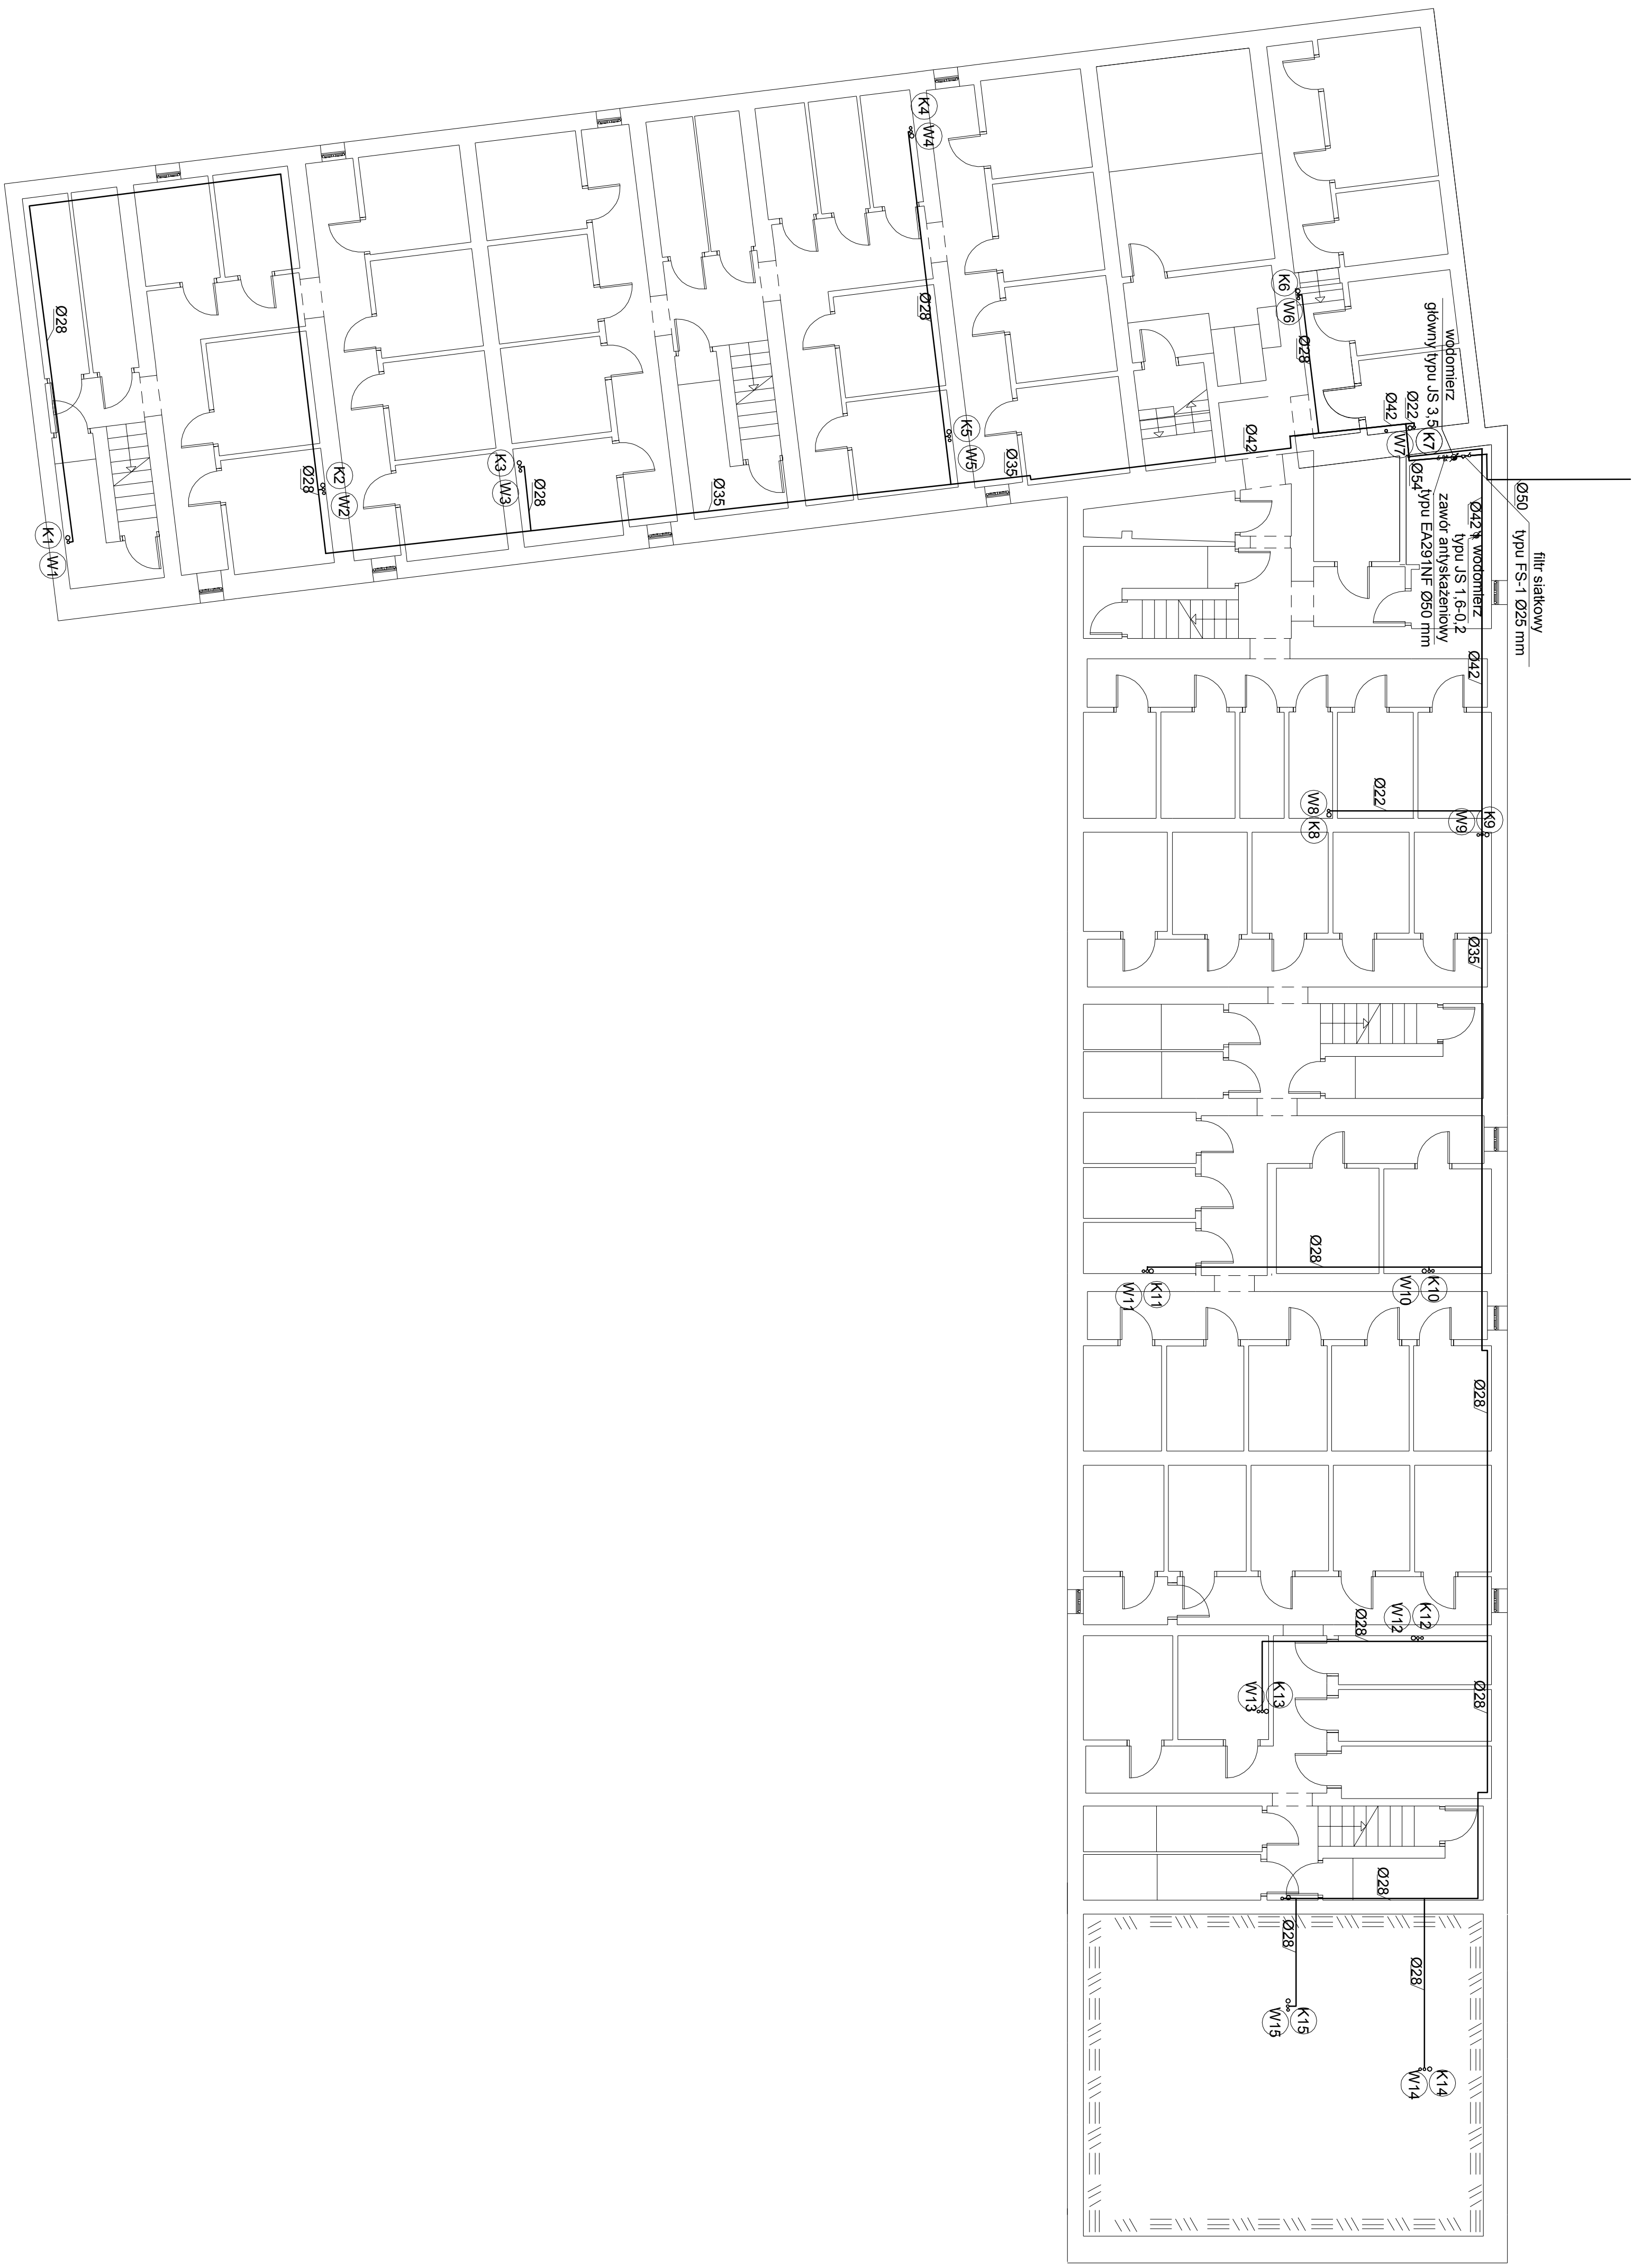 K4
W4
K6
W6
Ø28
Ø28
Ø28
wodomierz
główny typu JS 3,5
Ø42
Ø22
K7
W7
Ø54
Ø42
K5
W5
Ø35
K3
W3
Ø28
Ø35
K2
W2
Ø28
K1
W1
Ø50
filtr siatkowy
typu FS-1 Ø25 mm
Ø42
wodomierz
typu JS 1,6-0,2
zawór antyskażeniowy
typu EA291NF Ø50 mm
Ø42
Ø22
W8
K8
K9
W9
Ø35
Ø28
K10
W10
K11
W11
Ø28
K12
W12
Ø28
Ø28
K13
W13
Ø28
Ø28
Ø28
K15
W15
K14
W14